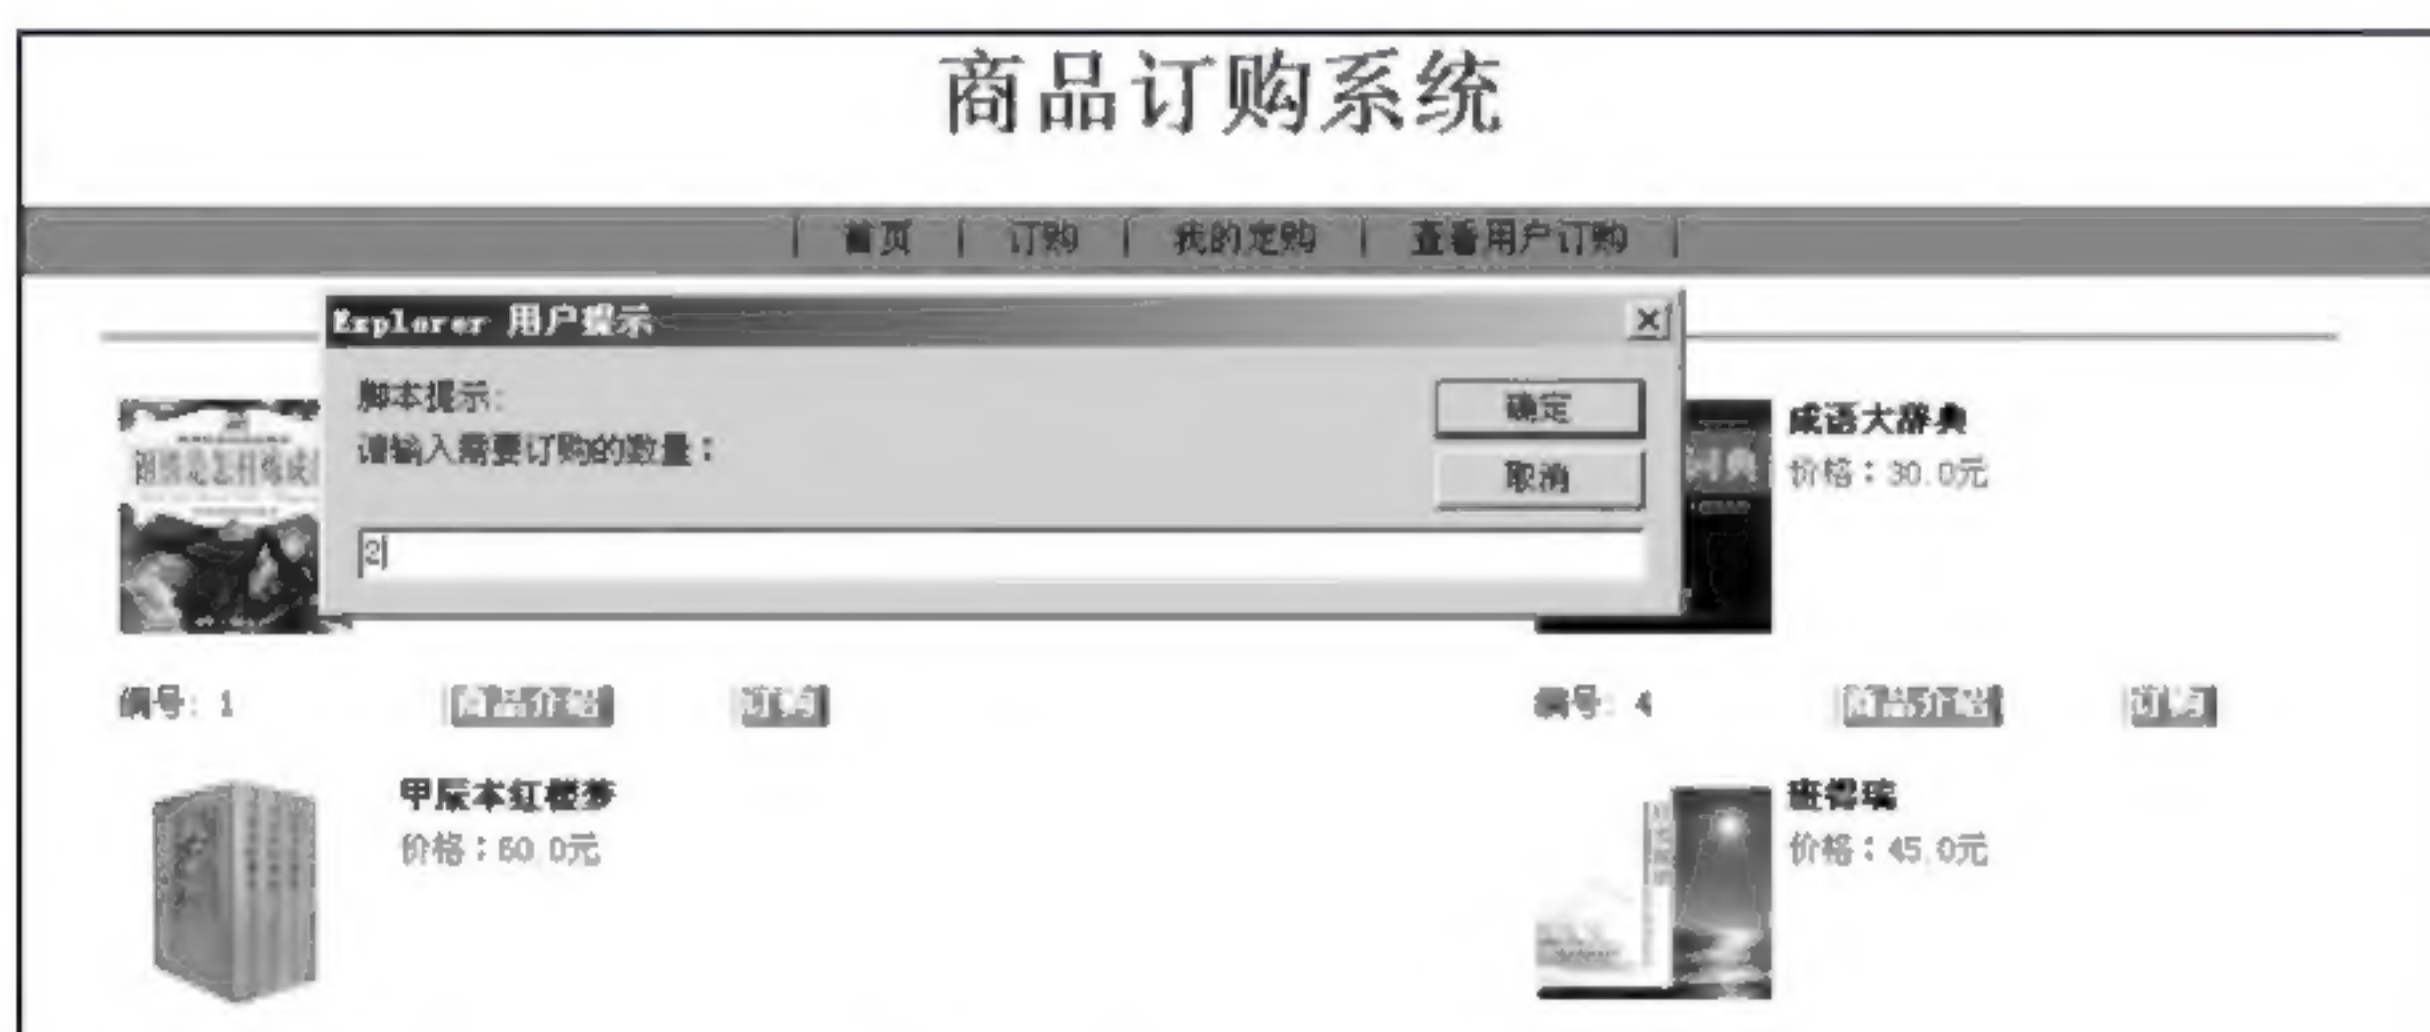 商品订购系统
首页 | 订购 | 我的定购 | 查看用户订购
Explorer 用户提示
脚本提示:
请输入需要订购的数量：
确定
取消
2
成语大辞典
价格：30.0元
编号: 1 商品介绍 订购
编号: 4 商品介绍 订购
甲辰本红楼梦
价格：60.0元
班得瑞
价格：45.0元